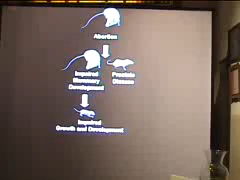 Abortion
Impaired
Mammary
Development
Prostate
Disease
Impaired
Growth and Development